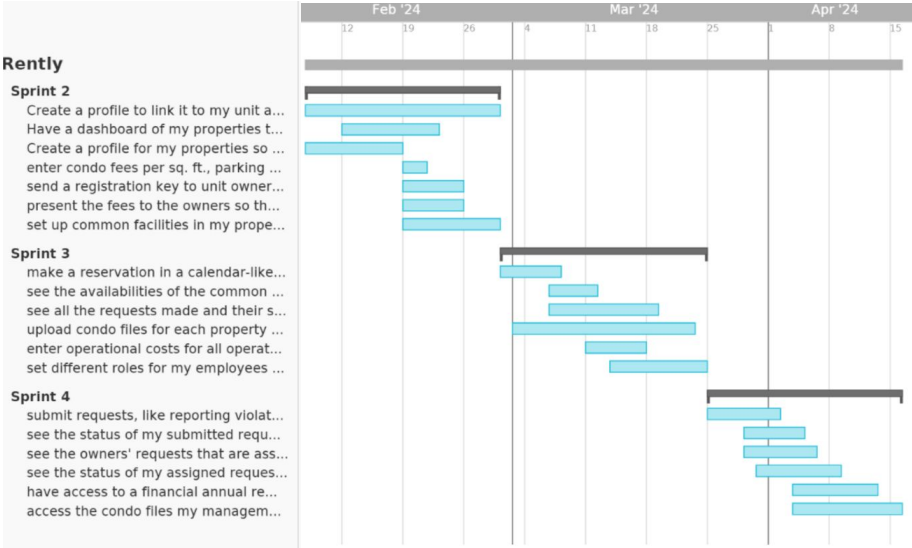 Feb '24 Mar '24 Apr '24
12 19 26 4 11 18 25 1 8 15
Rently
Sprint 2
Create a profile to link it to my unit a...
Have a dashboard of my properties t...
Create a profile for my properties so ...
enter condo fees per sq. ft., parking ...
send a registration key to unit owner...
present the fees to the owners so th...
set up common facilities in my prope...
Sprint 3
make a reservation in a calendar-like...
see the availabilities of the common ...
see all the requests made and their s...
upload condo files for each property ...
enter operational costs for all operat...
set different roles for my employees ...
Sprint 4
submit requests, like reporting violat...
see the status of my submitted requ...
see the owners' requests that are ass...
see the status of my assigned reques...
have access to a financial annual re...
access the condo files my managem...